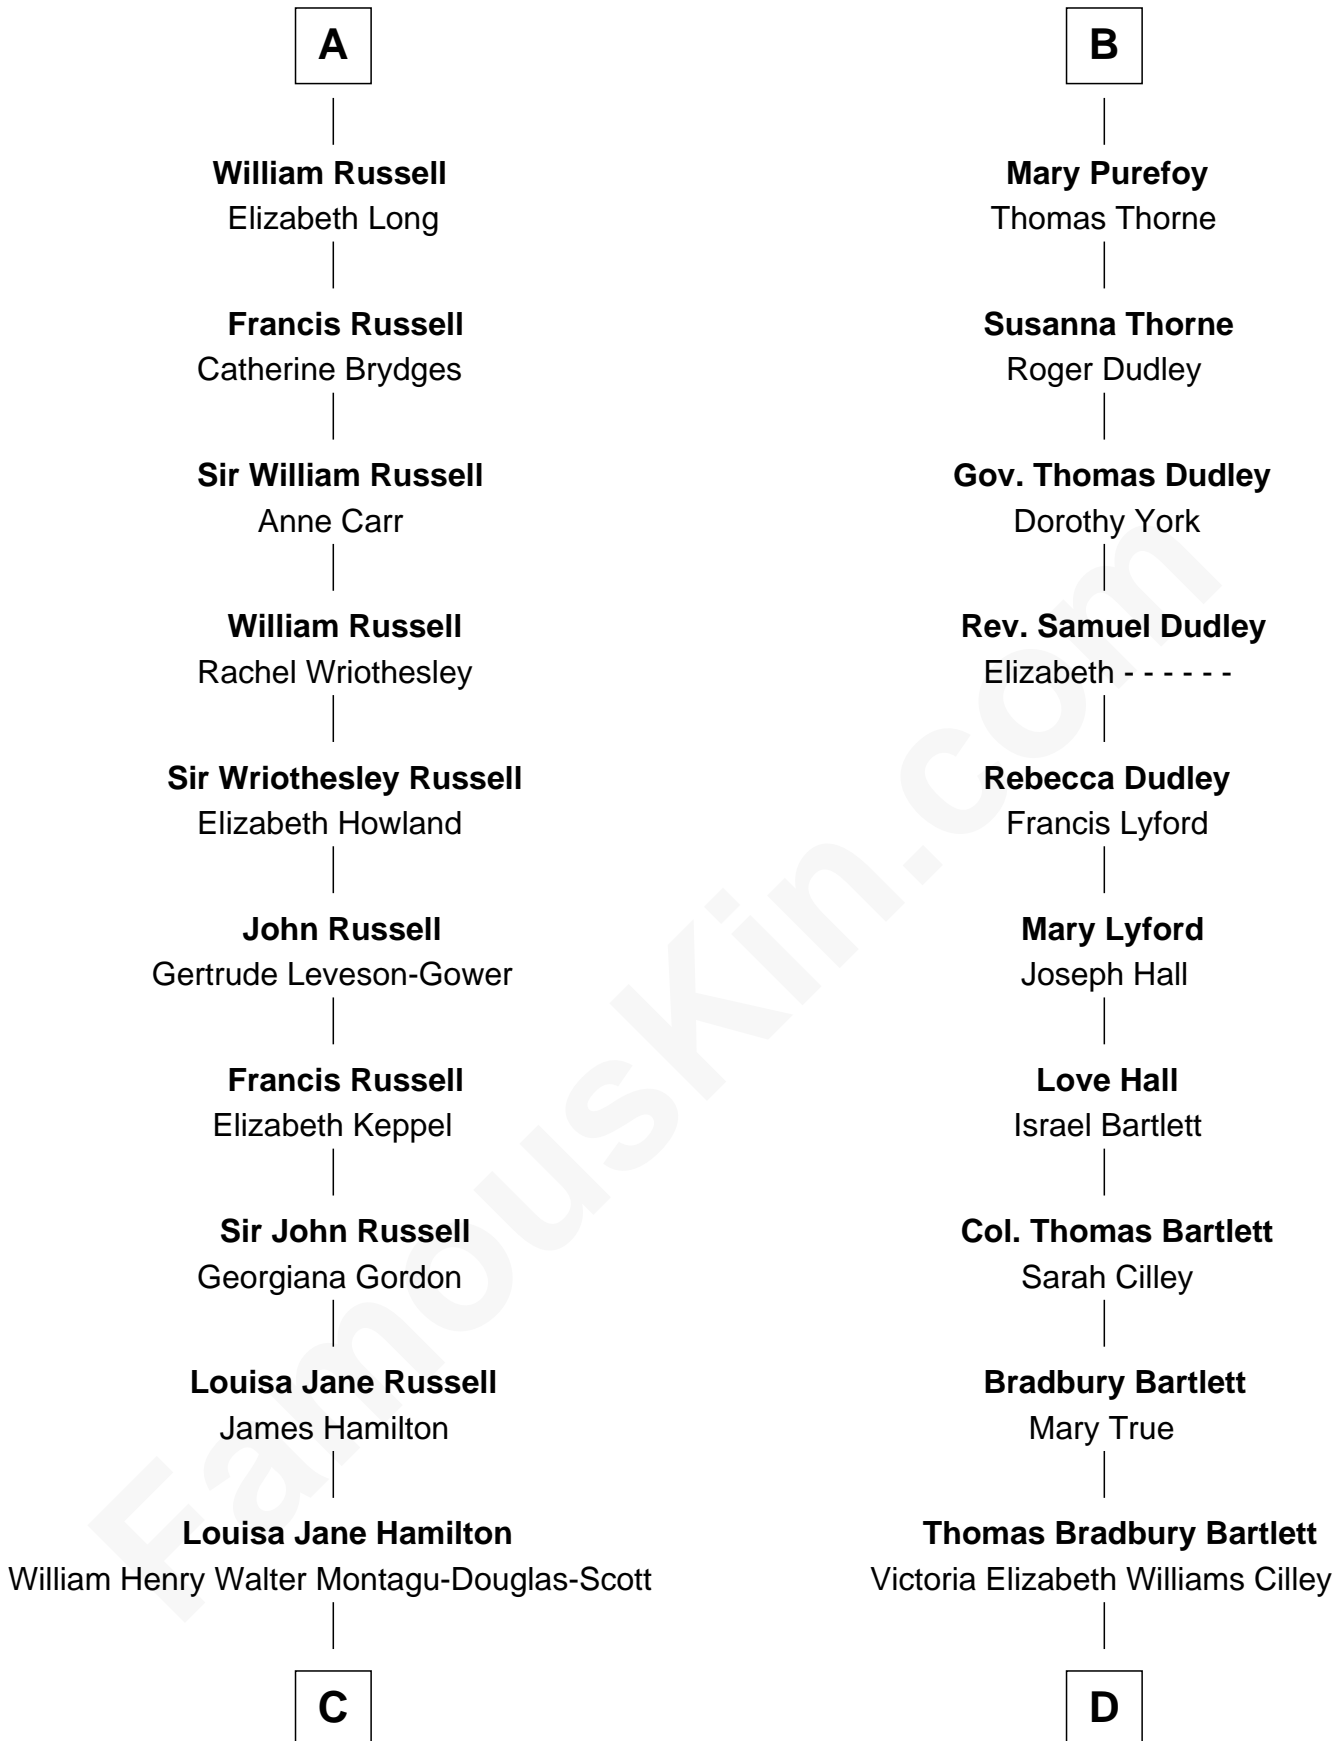 A
William Russell
Elizabeth Long
Francis Russell
Catherine Brydges
Sir William Russell
Anne Carr
William Russell
Rachel Wriothesley
Sir Wriothesley Russell
Elizabeth Howland
John Russell
Gertrude Leveson-Gower
Francis Russell
Elizabeth Keppel
Sir John Russell
Georgiana Gordon
Louisa Jane Russell
James Hamilton
Louisa Jane Hamilton
William Henry Walter Montagu-Douglas-Scott
C
B
Mary Purefoy
Thomas Thorne
Susanna Thorne
Roger Dudley
Gov. Thomas Dudley
Dorothy York
Rev. Samuel Dudley
Elizabeth - - - - - -
Rebecca Dudley
Francis Lyford
Mary Lyford
Joseph Hall
Love Hall
Israel Bartlett
Col. Thomas Bartlett
Sarah Cilley
Bradbury Bartlett
Mary True
Thomas Bradbury Bartlett
Victoria Elizabeth Williams Cilley
D
FamousKin.com